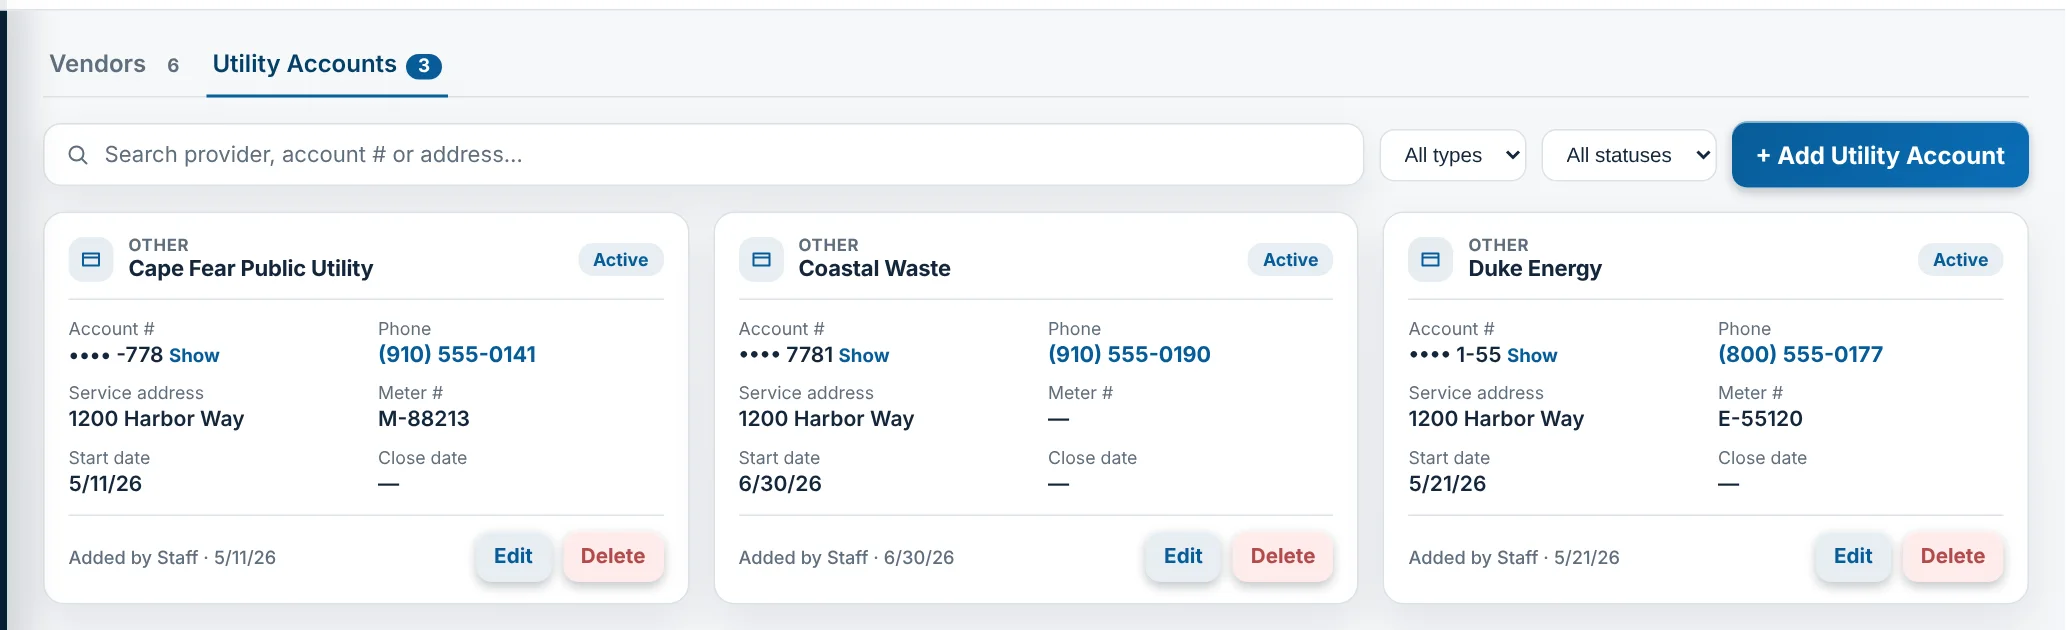 Vendors 6 Utility Accounts 3
Search provider, account # or address...
All types
All statuses
+ Add Utility Account
OTHER
Cape Fear Public Utility
Active
Account # Phone
•••• -778 Show (910) 555-0141
Service address Meter #
1200 Harbor Way M-88213
Start date Close date
5/11/26 —
Added by Staff · 5/11/26 Edit Delete
OTHER
Coastal Waste
Active
Account # Phone
•••• 7781 Show (910) 555-0190
Service address Meter #
1200 Harbor Way —
Start date Close date
6/30/26 —
Added by Staff · 6/30/26 Edit Delete
OTHER
Duke Energy
Active
Account # Phone
•••• 1-55 Show (800) 555-0177
Service address Meter #
1200 Harbor Way E-55120
Start date Close date
5/21/26 —
Added by Staff · 5/21/26 Edit Delete